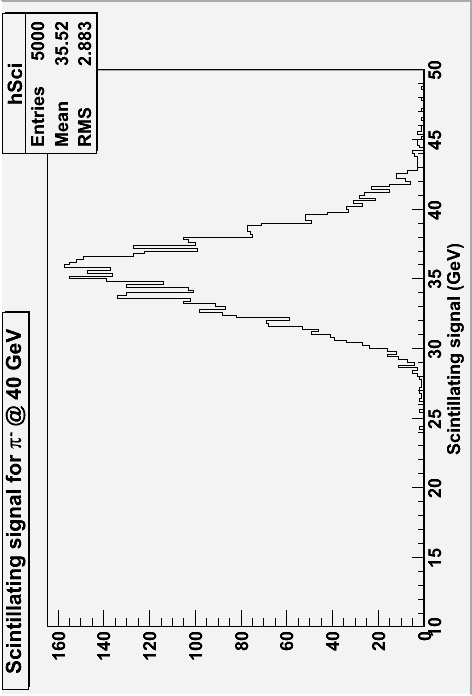 Scintillating signal for π- @ 40 GeV
hSci
Entries 5000
Mean 35.52
RMS 2.883
160
140
120
100
80
60
40
20
0
10 15 20 25 30 35 40 45 50
Scintillating signal (GeV)